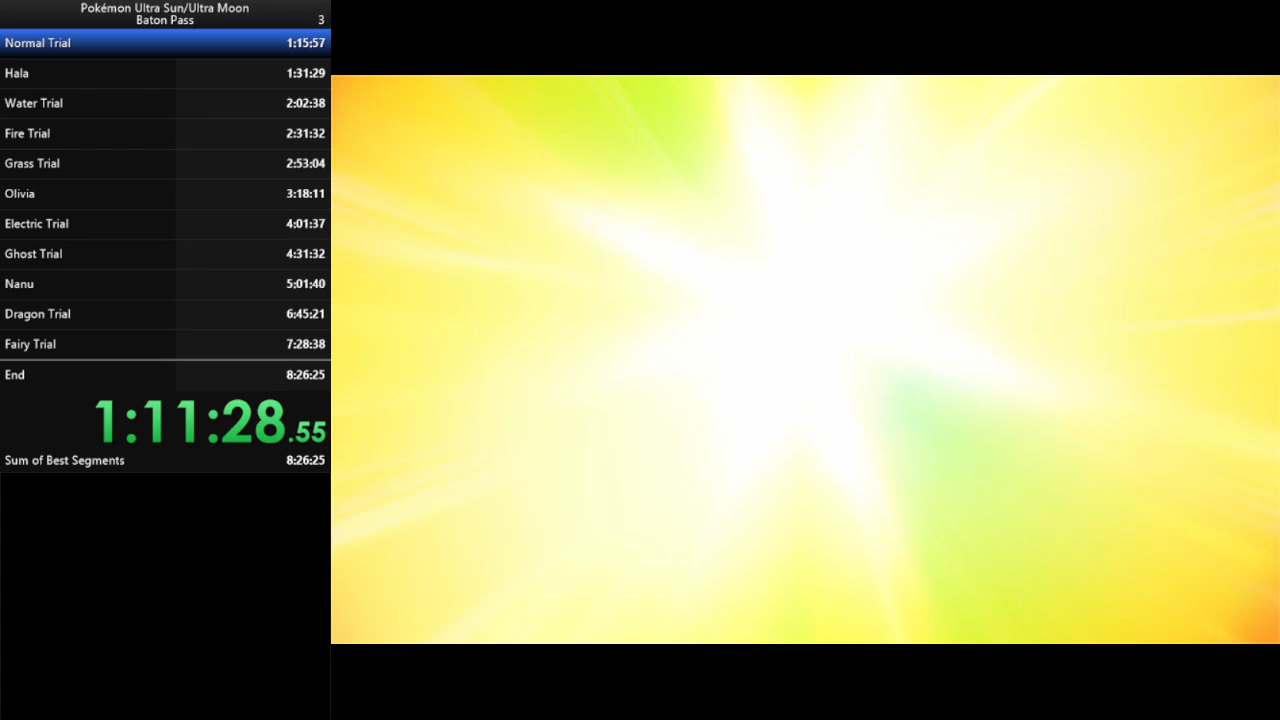 Pokémon Ultra Sun/Ultra Moon
Baton Pass 3
Normal Trial 1:15:57
Hala 1:31:29
Water Trial 2:02:38
Fire Trial 2:31:32
Grass Trial 2:53:04
Olivia 3:18:11
Electric Trial 4:01:37
Ghost Trial 4:31:32
Nanu 5:01:40
Dragon Trial 6:45:21
Fairy Trial 7:28:38
End 8:26:25
1:11:28.55
Sum of Best Segments 8:26:25